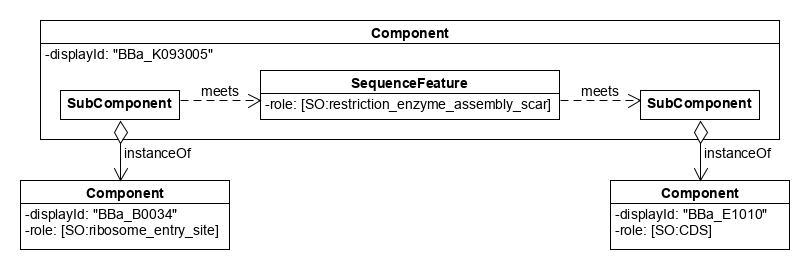 Component
-displayId: "BBa_K093005"
SubComponent
meets
SequenceFeature
-role: [SO:restriction_enzyme_assembly_scar]
meets
SubComponent
instanceOf
instanceOf
Component
-displayId: "BBa_B0034"
-role: [SO:ribosome_entry_site]
Component
-displayId: "BBa_E1010"
-role: [SO:CDS]